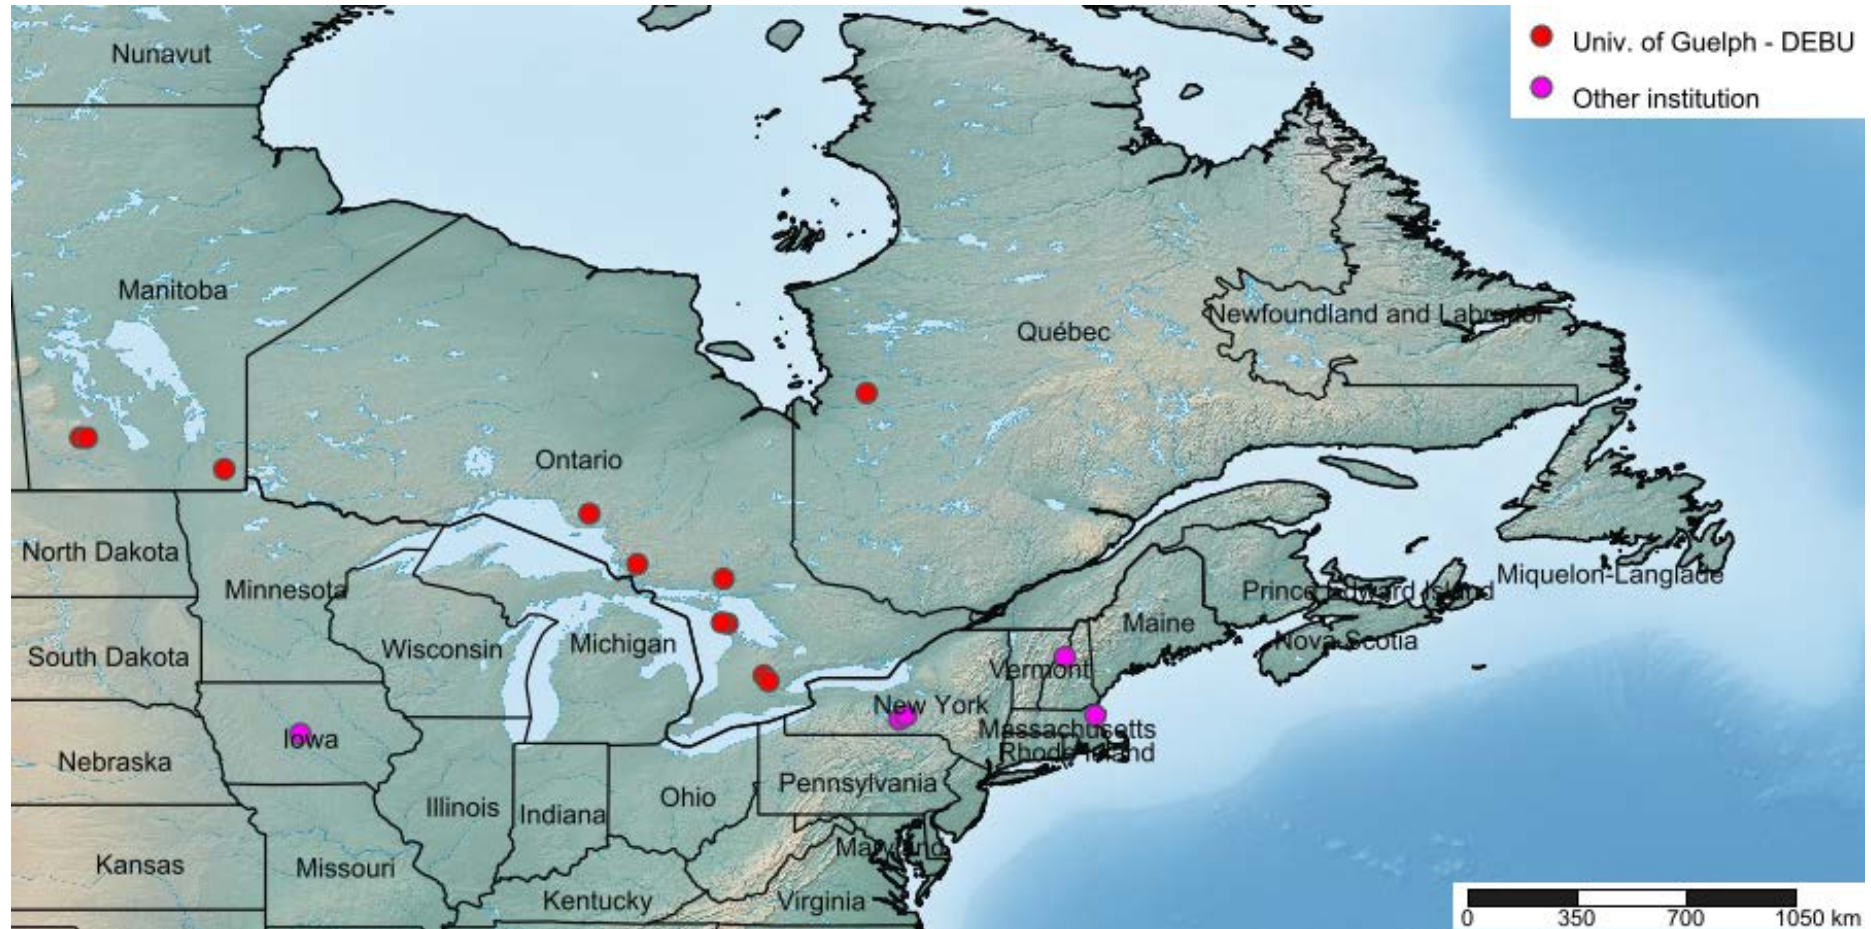 Nunavut
Univ. of Guelph - DEBU
Other institution
Manitoba
Newfoundland and Labrador
Québec
Ontario
North Dakota
Minnesota
Miquelon-Langlade
Prince Edward Island
Maine
Nova Scotia
Wisconsin
Michigan
South Dakota
Vermont
New York
Massachusetts
Iowa
Rhode Island
Nebraska
Pennsylvania
Ohio
Illinois
Indiana
Maryland
Kansas
Missouri
Kentucky
Virginia
0 350 700 1050 km